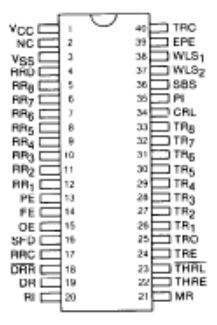 VCC 1 40 TRC
NC 2 39 EPE
VSS 3 38 WLS1
RRD 4 37 WLS2
RR8 5 36 SBS
RR7 6 35 PI
RR6 7 34 CRL
RR5 8 33 TR8
RR4 9 32 TR7
RR3 10 31 TR6
RR2 11 30 TR5
RR1 12 29 TR4
PE 13 28 TR3
FE 14 27 TR2
OE 15 26 TR1
SFD 16 25 TRO
RRC 17 24 TRE
DRR 18 23 THRL
DR 19 22 THRE
RI 20 21 MR